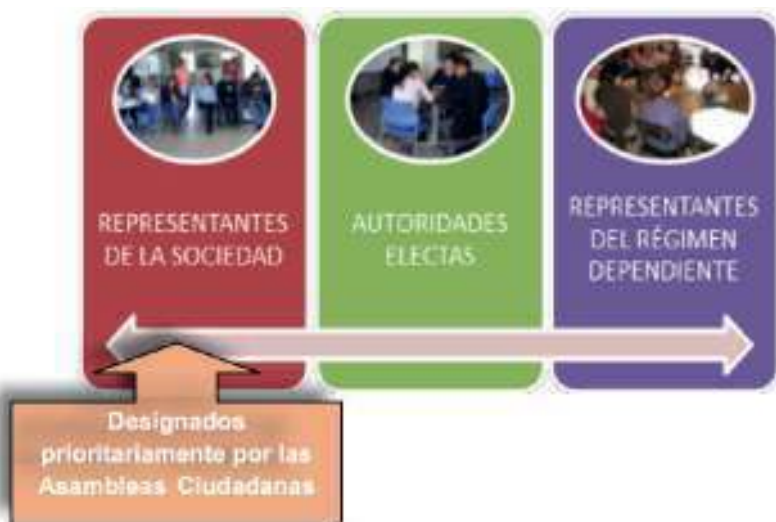 REPRESENTANTES
DE LA SOCIEDAD
AUTORIDADES
ELECTAS
REPRESENTANTES
DEL RÉGIMEN
DEPENDIENTE
Designados
prioritariamente por las
Asambleas Ciudadanas